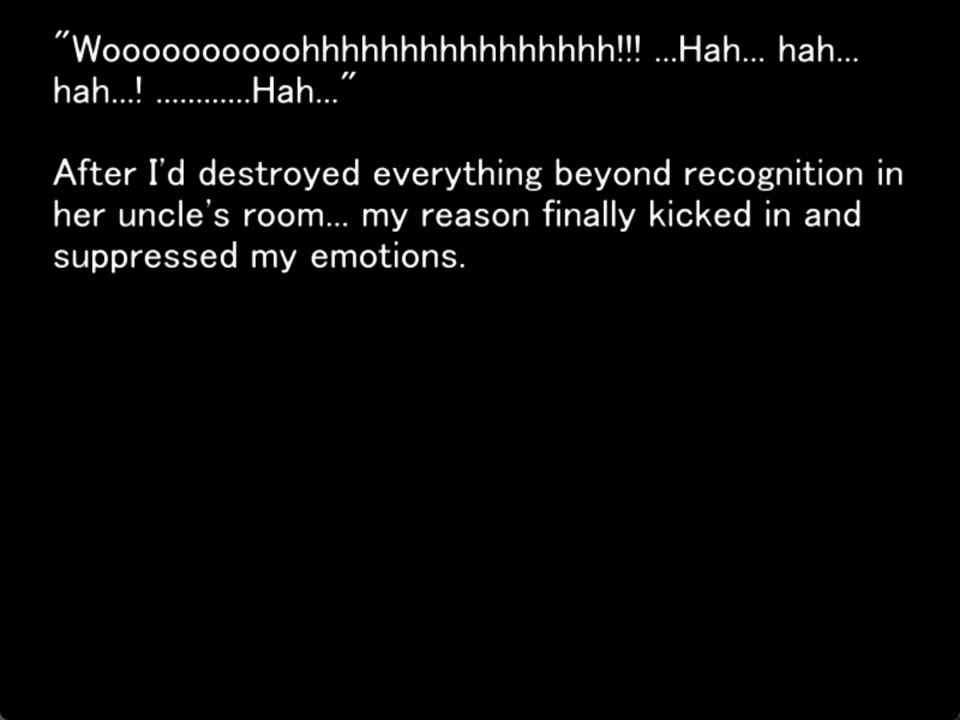 "Woooooooooohhhhhhhhhhhhhhhh!!! ...Hah... hah...
hah...! ............Hah..."
After I'd destroyed everything beyond recognition in
her uncle's room... my reason finally kicked in and
suppressed my emotions.